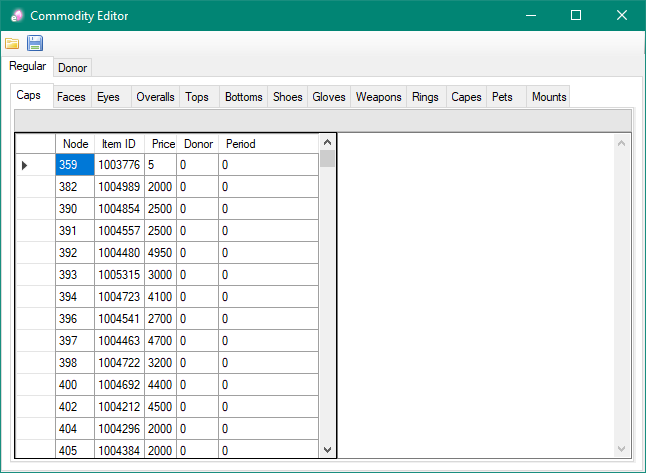 Commodity Editor
Regular Donor
Caps Faces Eyes Overalls Tops Bottoms Shoes Gloves Weapons Rings Capes Pets Mounts
Node Item ID Price Donor Period
359 1003776 5 0 0
382 1004989 2000 0 0
390 1004854 2500 0 0
391 1004557 2500 0 0
392 1004480 4950 0 0
393 1005315 3000 0 0
394 1004723 4100 0 0
396 1004541 2700 0 0
397 1004463 4700 0 0
398 1004722 3200 0 0
400 1004692 4400 0 0
402 1004212 4500 0 0
404 1004296 2000 0 0
405 1004384 2000 0 0